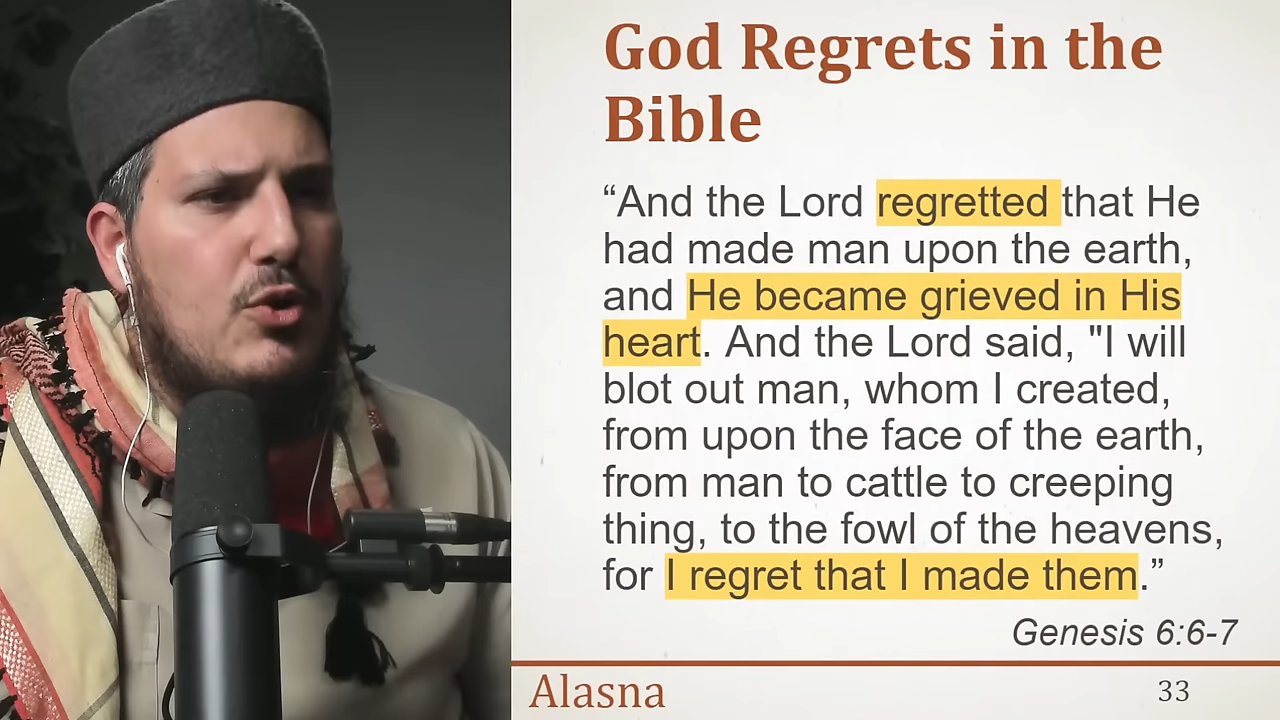 God Regrets in the
Bible
“And the Lord regretted that He
had made man upon the earth,
and He became grieved in His
heart. And the Lord said, "I will
blot out man, whom I created,
from upon the face of the earth,
from man to cattle to creeping
thing, to the fowl of the heavens,
for I regret that I made them.”
Genesis 6:6-7
Alasna
33